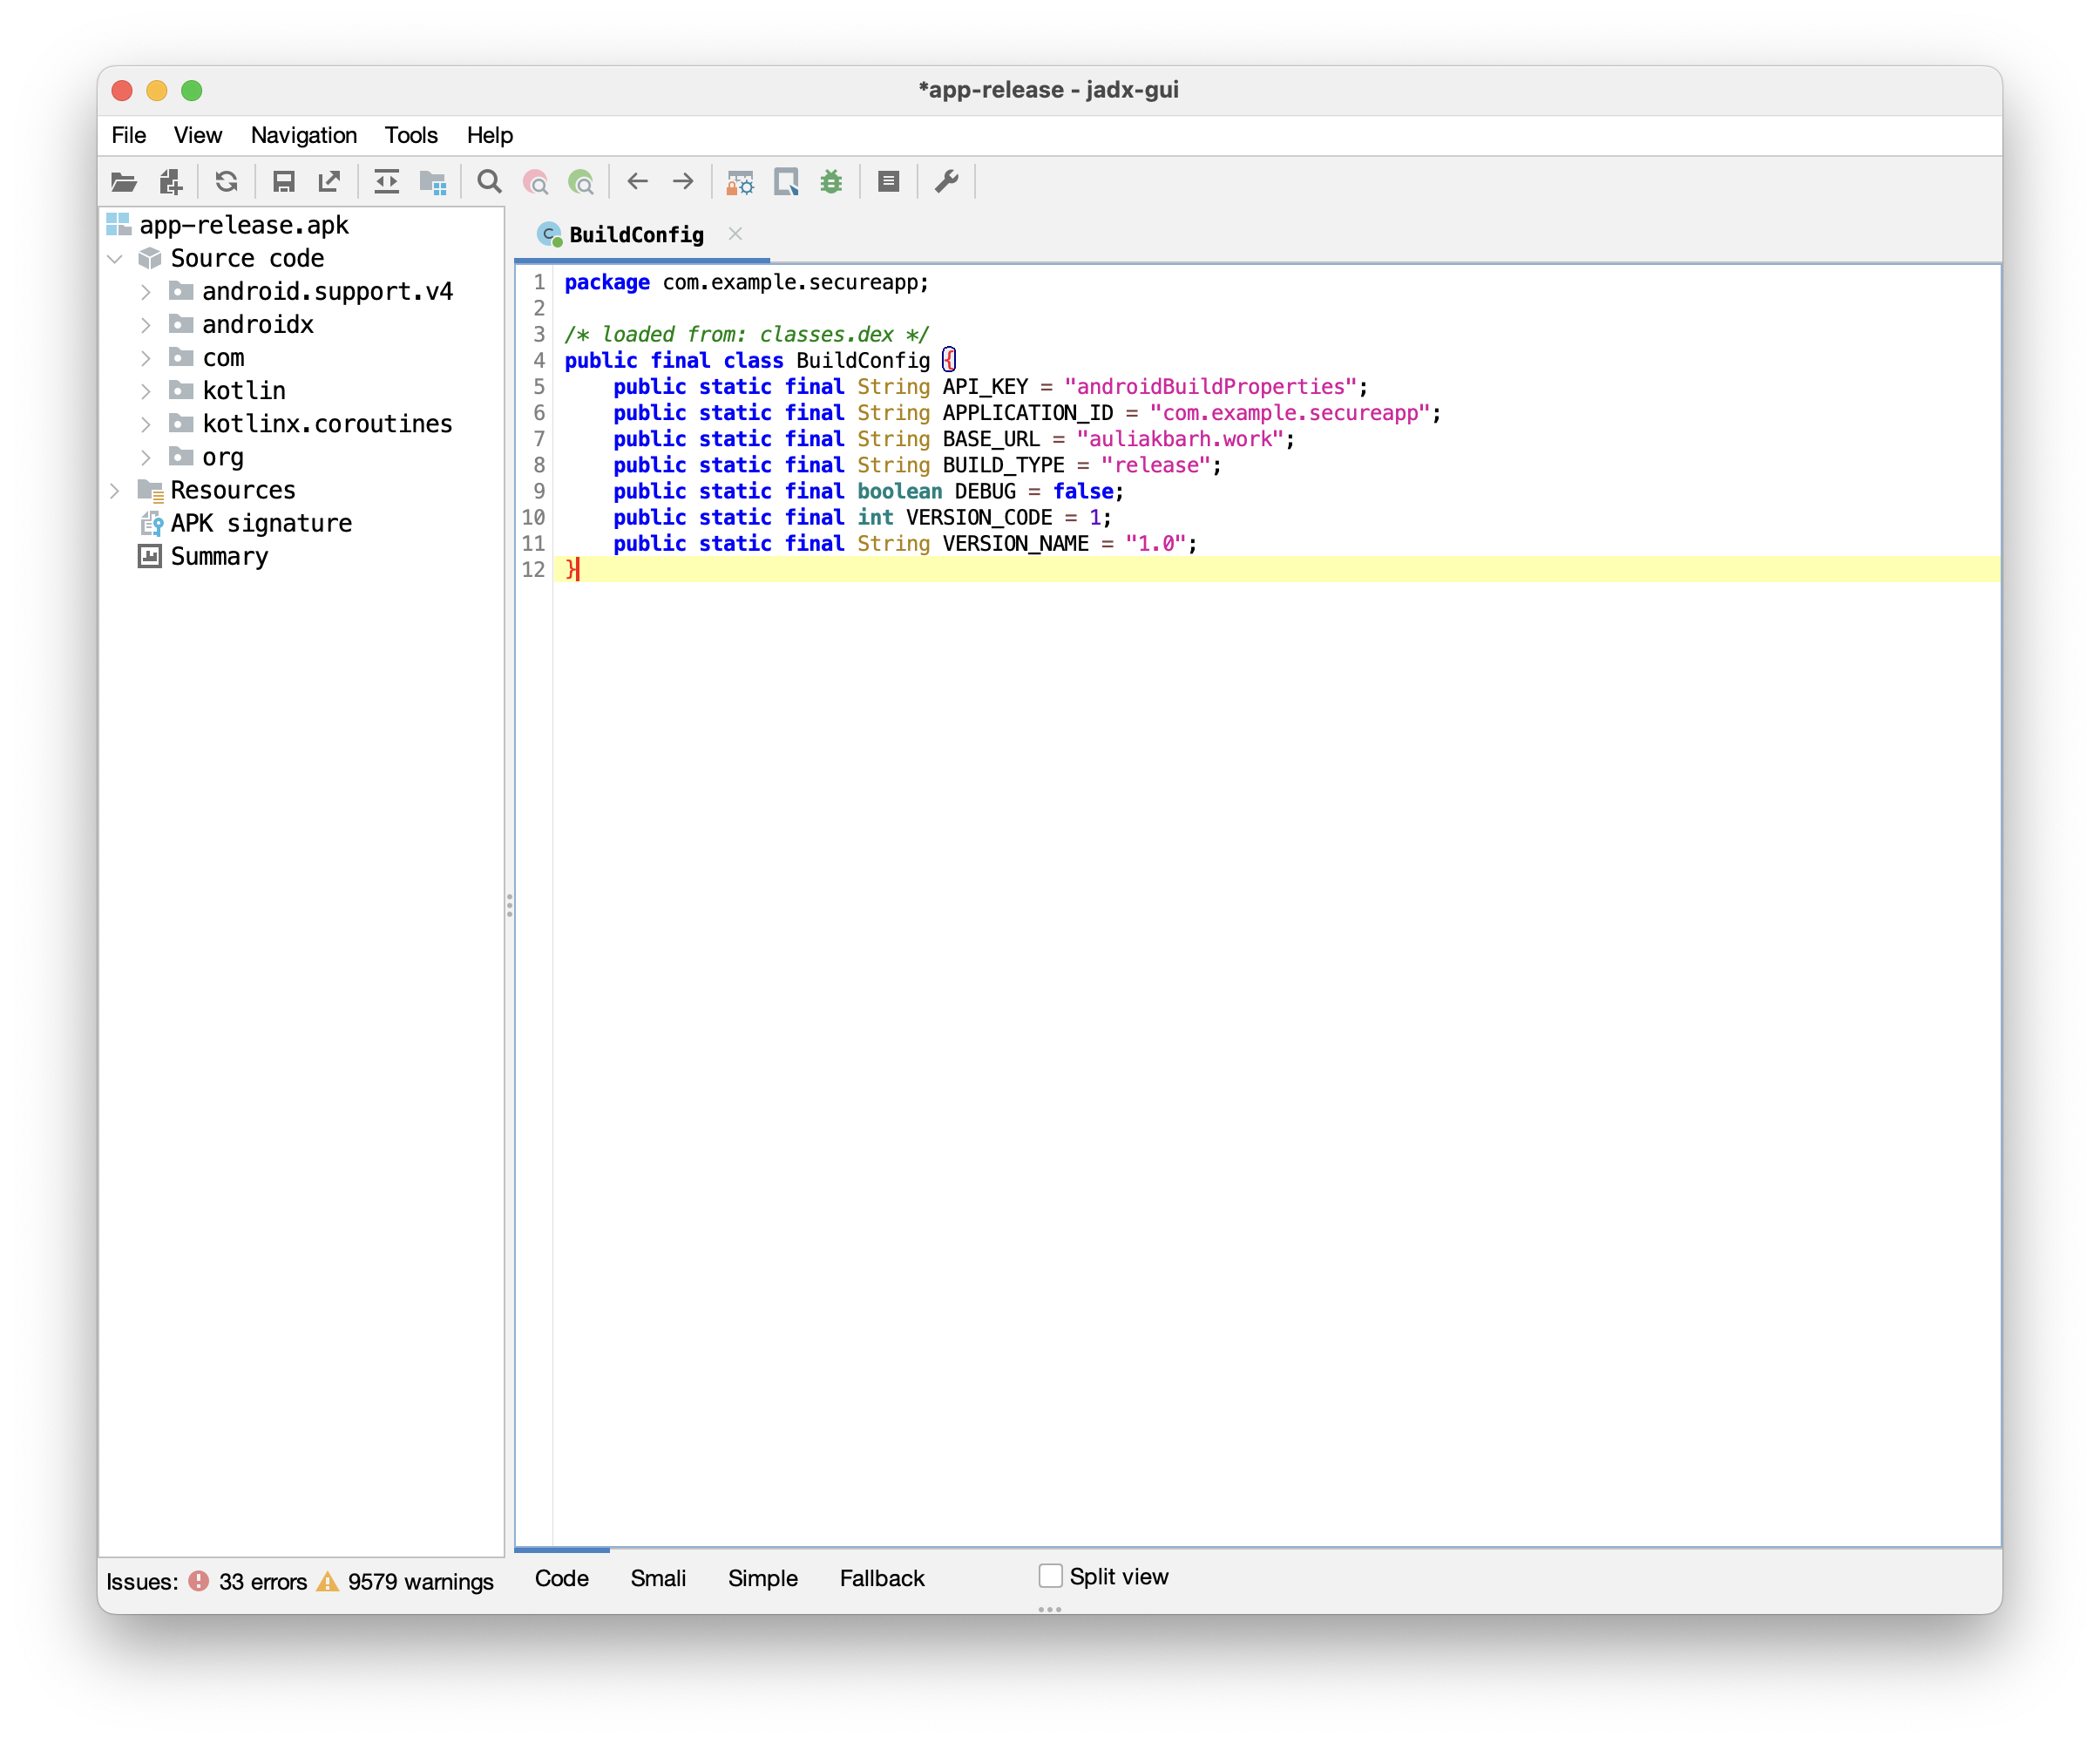 *app-release - jadx-gui
File View Navigation Tools Help
app-release.apk
Source code
android.support.v4
androidx
com
kotlin
kotlinx.coroutines
org
Resources
APK signature
Summary
BuildConfig
1 package com.example.secureapp;
2
3 /* loaded from: classes.dex */
4 public final class BuildConfig {
5     public static final String API_KEY = "androidBuildProperties";
6     public static final String APPLICATION_ID = "com.example.secureapp";
7     public static final String BASE_URL = "auliakbarh.work";
8     public static final String BUILD_TYPE = "release";
9     public static final boolean DEBUG = false;
10     public static final int VERSION_CODE = 1;
11     public static final String VERSION_NAME = "1.0";
12 }
Issues: 33 errors 9579 warnings
Code Smali Simple Fallback Split view